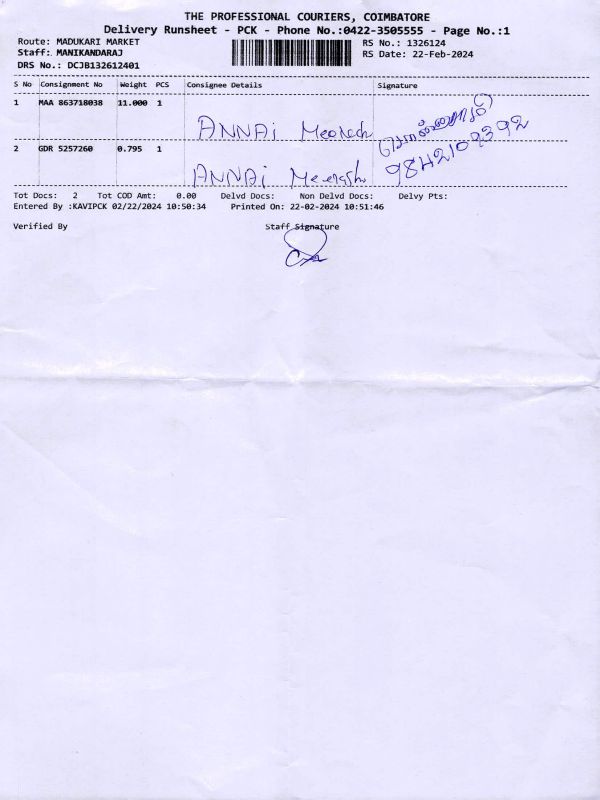 THE PROFESSIONAL COURIERS, COIMBATORE
Delivery Runsheet - PCK - Phone No.:0422-3505555 - Page No.:1
Route: MADUKARI MARKET
Staff: MANIKANDARAJ
DRS No.: DCJB132612401
RS No.: 1326124
RS Date: 22-Feb-2024
S No Consignment No Weight PCS Consignee Details Signature
1 MAA 863718038 11.000 1
ANNAi
2 GDR 5257260 0.795 1
ANNAi
9842109392
Tot Docs: 2 Tot COD Amt: 0.00 Delvd Docs: Non Delvd Docs: Delvy Pts:
Entered By :KAVIPCK 02/22/2024 10:50:34 Printed On: 22-02-2024 10:51:46
Verified By Staff Signature